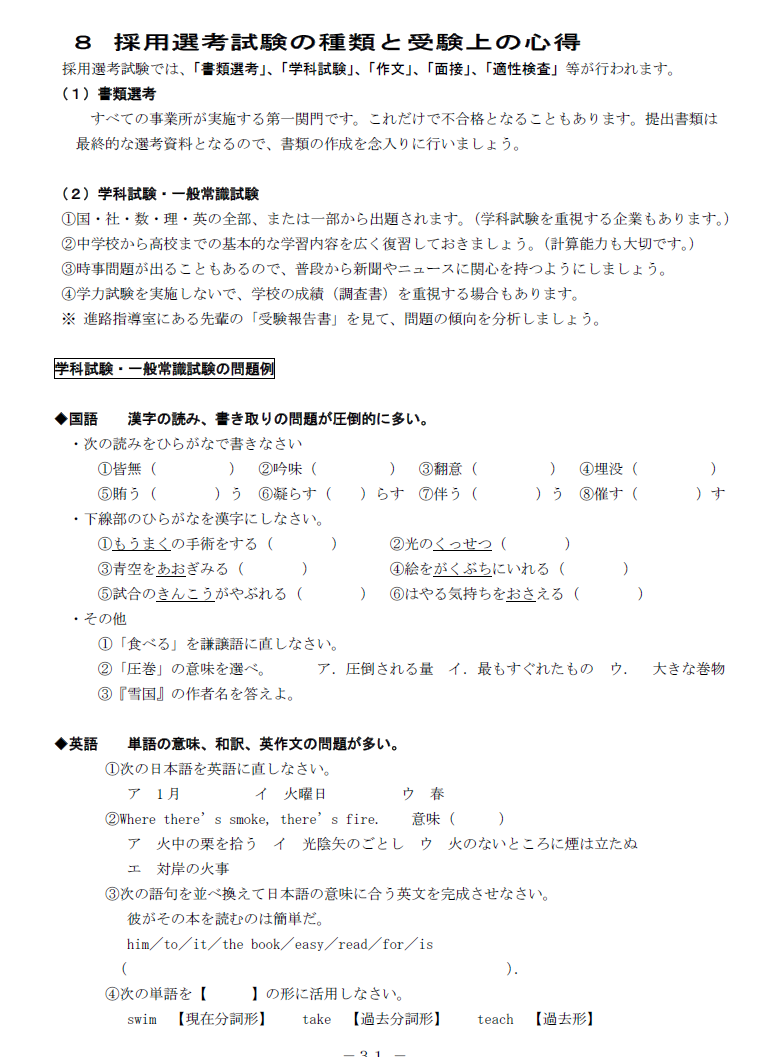 8 採用選考試験の種類と受験上の心得
採用選考試験では、「書類選考」、「学科試験」、「作文」、「面接」、「適性検査」等が行われます。
（１）書類選考
すべての事業所が実施する第一関門です。これだけで不合格となることもあります。提出書類は
最終的な選考資料となるので、書類の作成を念入りに行いましょう。
（２）学科試験・一般常識試験
①国・社・数・理・英の全部、または一部から出題されます。（学科試験を重視する企業もあります。）
②中学校から高校までの基本的な学習内容を広く復習しておきましょう。（計算能力も大切です。）
③時事問題が出ることもあるので、普段から新聞やニュースに関心を持つようにしましょう。
④学力試験を実施しないで、学校の成績（調査書）を重視する場合もあります。
※ 進路指導室にある先輩の「受験報告書」を見て、問題の傾向を分析しましょう。
学科試験・一般常識試験の問題例
◆国語　　漢字の読み、書き取りの問題が圧倒的に多い。
・次の読みをひらがなで書きなさい
①皆無（　　　　　）　②吟味（　　　　　）　③翻意（　　　　　）　④埋没（　　　　　）
⑤賄う（　　　　）う　⑥凝らす（　　）らす　⑦伴う（　　　　）う　⑧催す（　　　　）す
・下線部のひらがなを漢字にしなさい。
①もうまくの手術をする（　　　　）　　　②光のくっせつ（　　　　）
③青空をあおぎみる（　　　　）　　　　　④絵をがくぶちにいれる（　　　　）
⑤試合のきんこうがやぶれる（　　　　）　⑥はやる気持ちをおさえる（　　　　）
・その他
①「食べる」を謙譲語に直しなさい。
②「圧巻」の意味を選べ。　　　ア．圧倒される量　イ．最もすぐれたもの　ウ．　大きな巻物
③『雪国』の作者名を答えよ。
◆英語　　単語の意味、和訳、英作文の問題が多い。
①次の日本語を英語に直しなさい。
ア　1月　　　　　イ　火曜日　　　　　ウ　春
②Where there's smoke, there's fire.　　意味（　　　）
ア　火中の栗を拾う　イ　光陰矢のごとし　ウ　火のないところに煙は立たぬ
エ　対岸の火事
③次の語句を並べ換えて日本語の意味に合う英文を完成させなさい。
彼がその本を読むのは簡単だ。
him／to／it／the book／easy／read／for／is
(　　　　　　　　　　　　　　　　　　　　　　　　　　).
④次の単語を【　　　】の形に活用しなさい。
swim　【現在分詞形】　　take　【過去分詞形】　　teach　【過去形】
－３１－